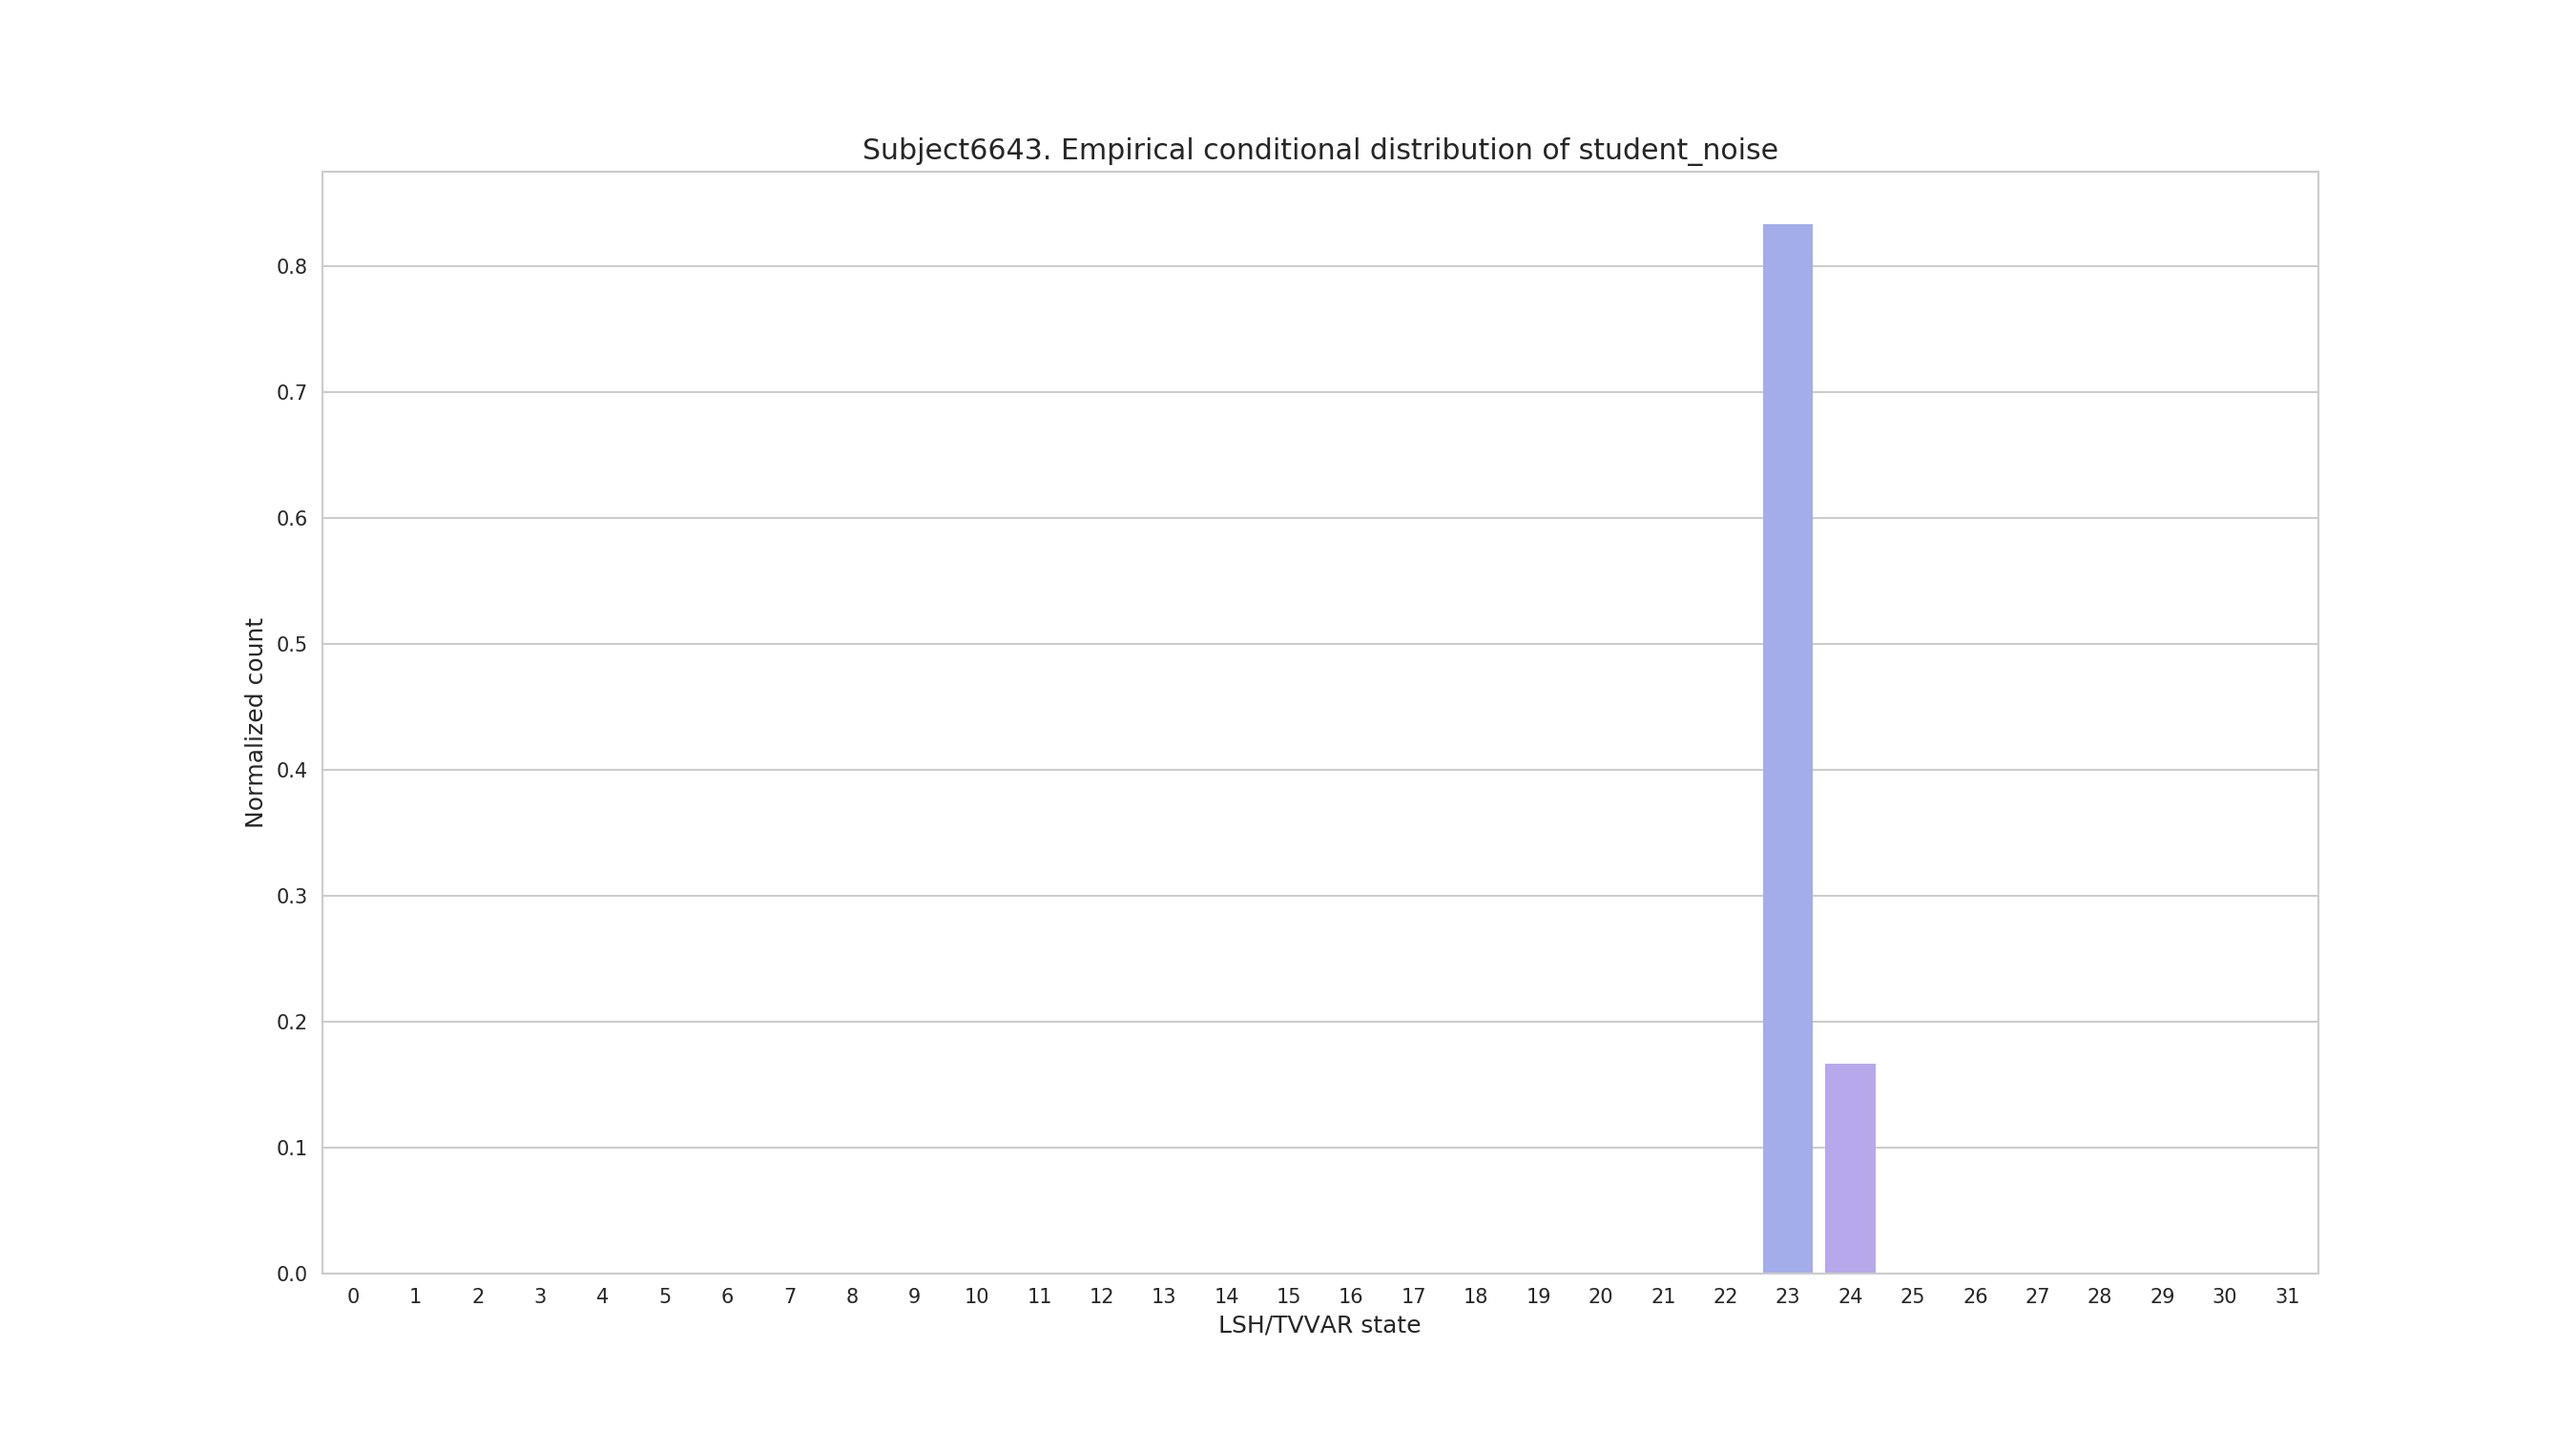 Subject6643. Empirical conditional distribution of student_noise
Normalized count
0.8
0.7
0.6
0.5
0.4
0.3
0.2
0.1
0.0
0 1 2 3 4 5 6 7 8 9 10 11 12 13 14 15 16 17 18 19 20 21 22 23 24 25 26 27 28 29 30 31
LSH/TVVAR state